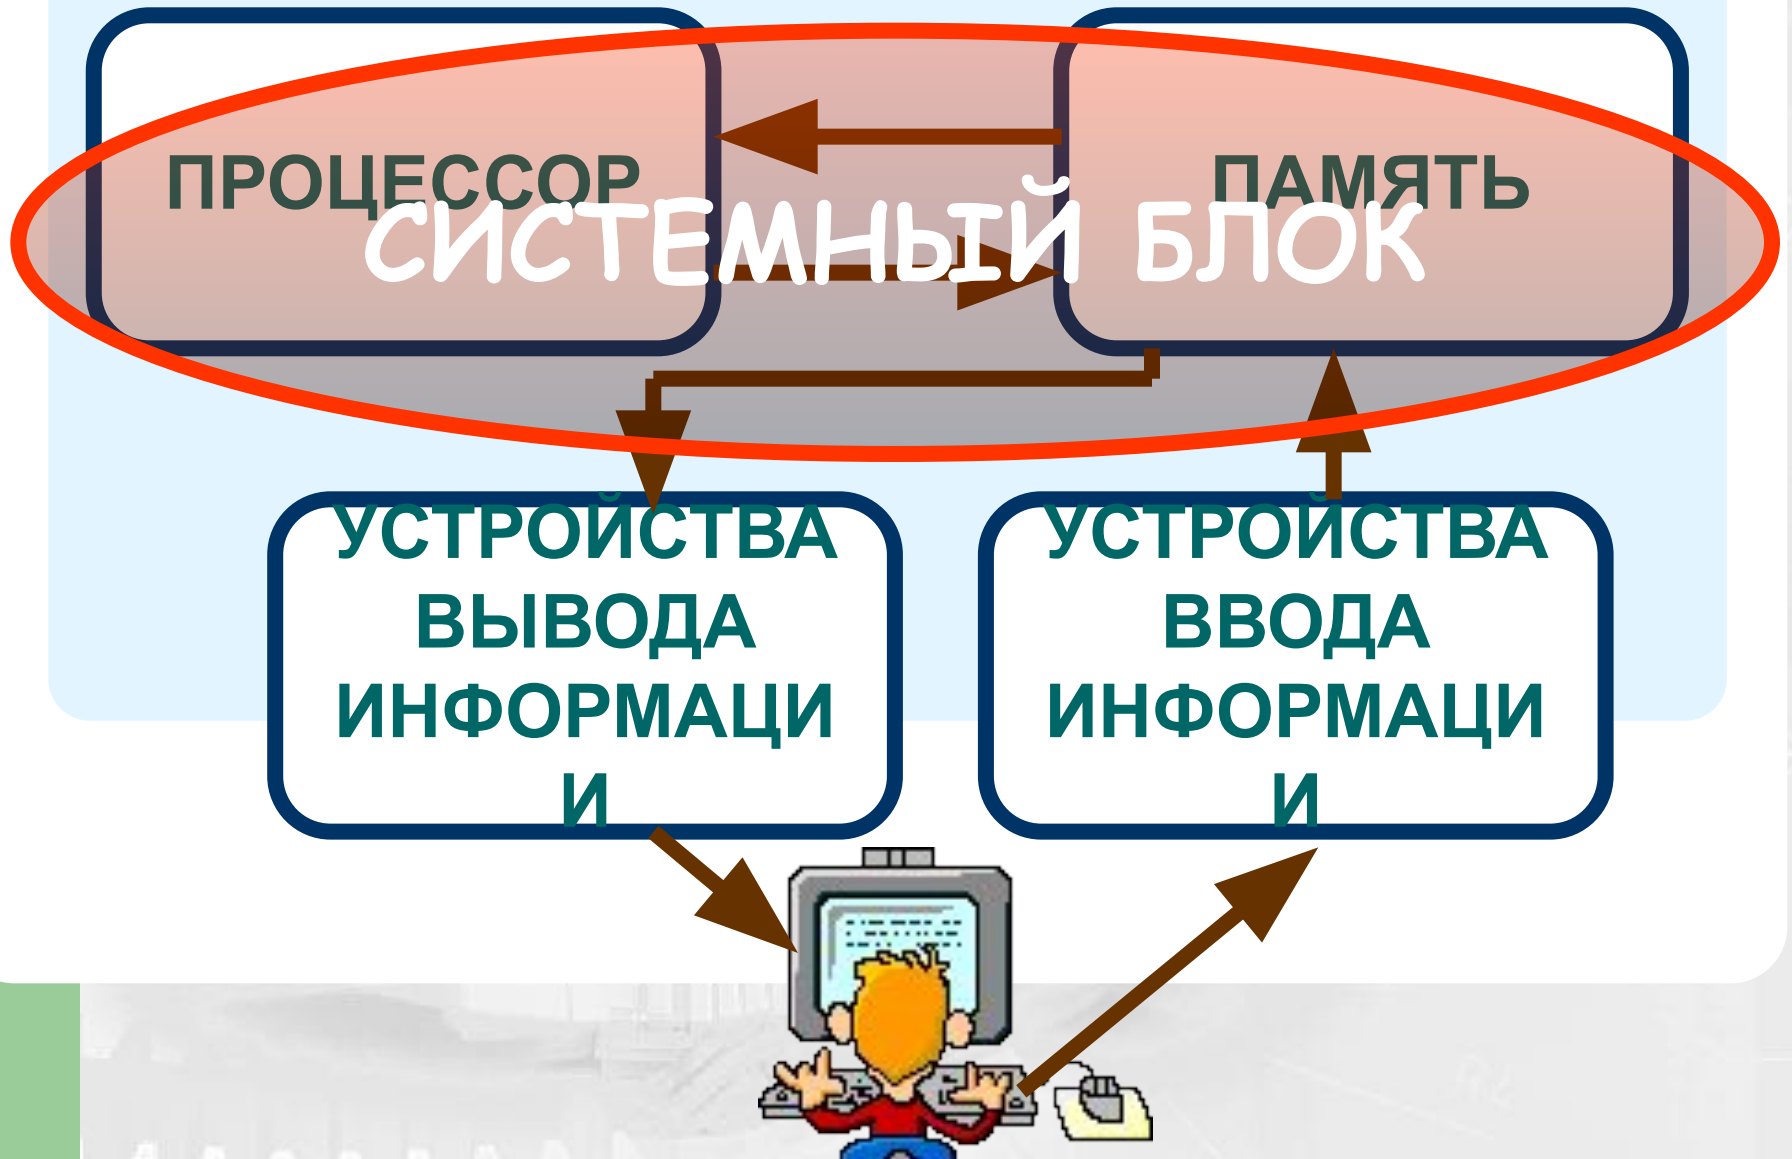 ПРОЦЕССОР
ПАМЯТЬ
СИСТЕМНЫЙ БЛОК
УСТРОЙСТВА
ВЫВОДА
ИНФОРМАЦИ
И
УСТРОЙСТВА
ВВОДА
ИНФОРМАЦИ
И